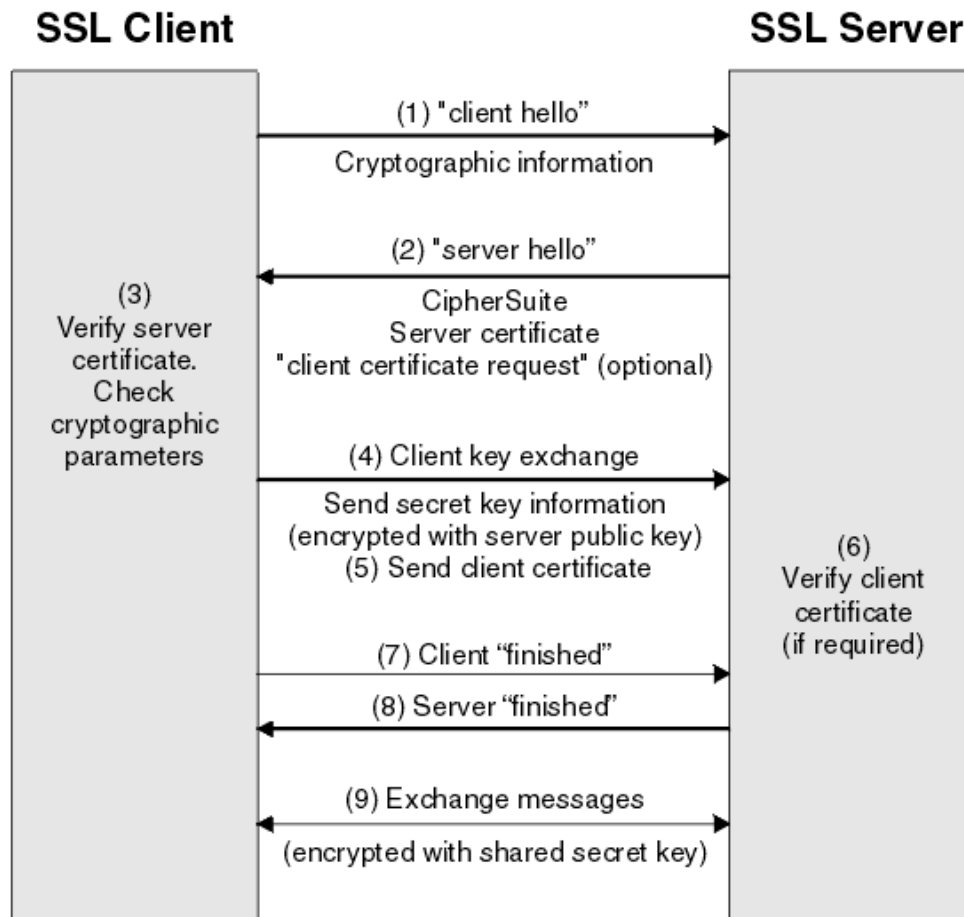 SSL Client
SSL Server
(1) "client hello”
Cryptographic information
(2) "server hello”
CipherSuite
Server certificate
"client certificate request" (optional)
(3)
Verify server
certificate.
Check
cryptographic
parameters
(4) Client key exchange
Send secret key information
(encrypted with server public key)
(5) Send client certificate
(6)
Verify client
certificate
(if required)
(7) Client “finished”
(8) Server “finished”
(9) Exchange messages
(encrypted with shared secret key)